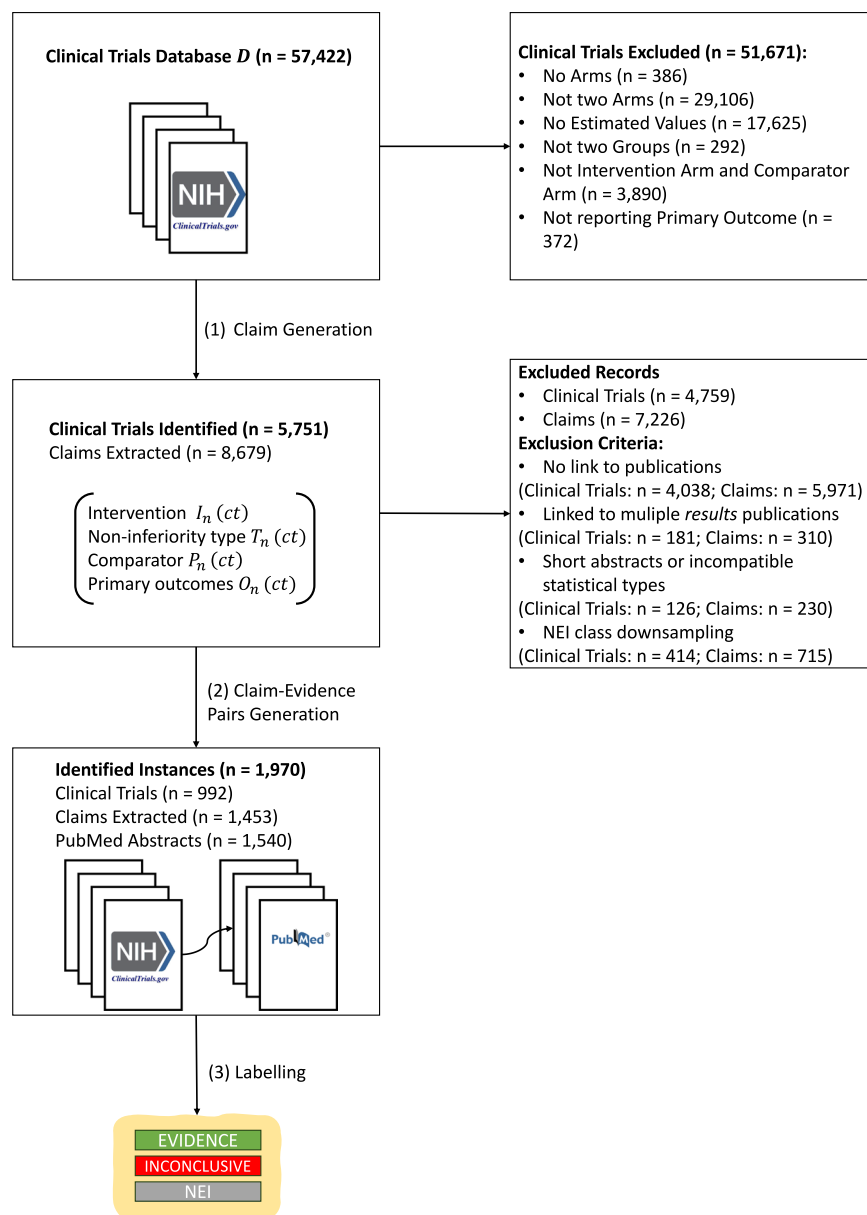 Clinical Trials Database D (n = 57,422)
NIH
ClinicalTrials.gov
Clinical Trials Excluded (n = 51,671):
• No Arms (n = 386)
• Not two Arms (n = 29,106)
• No Estimated Values (n = 17,625)
• Not two Groups (n = 292)
• Not Intervention Arm and Comparator
Arm (n = 3,890)
• Not reporting Primary Outcome (n =
372)
(1) Claim Generation
Clinical Trials Identified (n = 5,751)
Claims Extracted (n = 8,679)
Intervention Iₙ (ct)
Non-inferiority type Tₙ (ct)
Comparator Pₙ (ct)
Primary outcomes Oₙ (ct)
Excluded Records
• Clinical Trials (n = 4,759)
• Claims (n = 7,226)
Exclusion Criteria:
• No link to publications
(Clinical Trials: n = 4,038; Claims: n = 5,971)
• Linked to muliple results publications
(Clinical Trials: n = 181; Claims: n = 310)
• Short abstracts or incompatible
statistical types
(Clinical Trials: n = 126; Claims: n = 230)
• NEI class downsampling
(Clinical Trials: n = 414; Claims: n = 715)
(2) Claim-Evidence
Pairs Generation
Identified Instances (n = 1,970)
Clinical Trials (n = 992)
Claims Extracted (n = 1,453)
PubMed Abstracts (n = 1,540)
NIH
ClinicalTrials.gov
PubMed®
(3) Labelling
EVIDENCE
INCONCLUSIVE
NEI